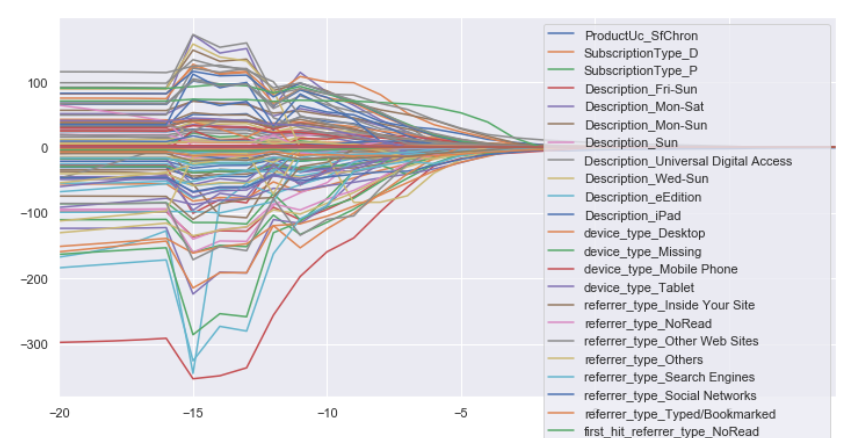 100
0
−100
−200
−300
−20
−15
−10
−5
ProductUc_SfChron
SubscriptionType_D
SubscriptionType_P
Description_Fri-Sun
Description_Mon-Sat
Description_Mon-Sun
Description_Sun
Description_Universal Digital Access
Description_Wed-Sun
Description_eEdition
Description_iPad
device_type_Desktop
device_type_Missing
device_type_Mobile Phone
device_type_Tablet
referrer_type_Inside Your Site
referrer_type_NoRead
referrer_type_Other Web Sites
referrer_type_Others
referrer_type_Search Engines
referrer_type_Social Networks
referrer_type_Typed/Bookmarked
first_hit_referrer_type_NoRead